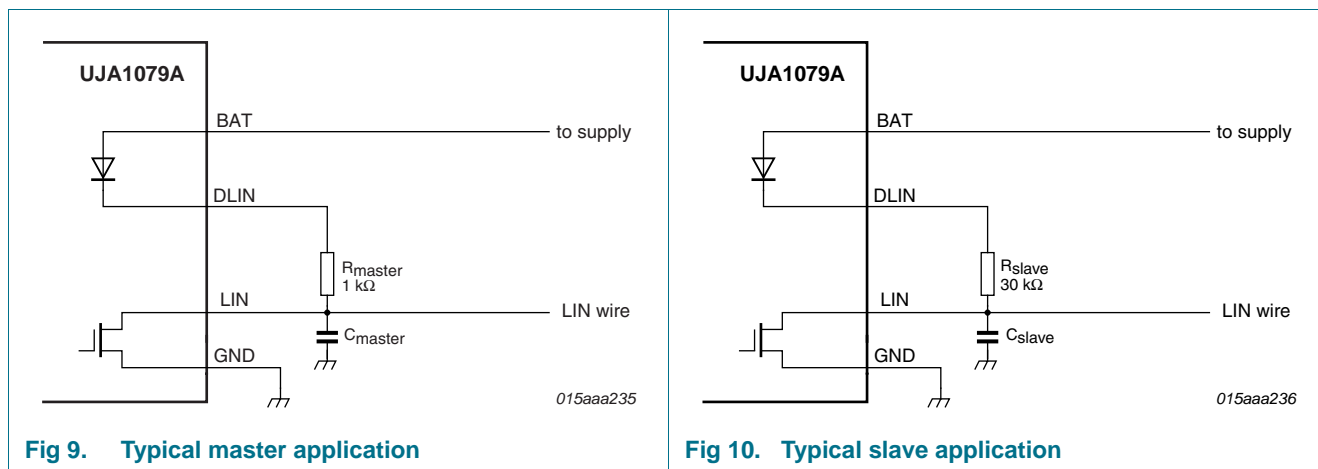 UJA1079A
BAT
to supply
DLIN
Rmaster
1 kΩ
LIN
LIN wire
Cmaster
GND
015aaa235
Fig 9. Typical master application
UJA1079A
BAT
to supply
DLIN
Rslave
30 kΩ
LIN
LIN wire
Cslave
GND
015aaa236
Fig 10. Typical slave application